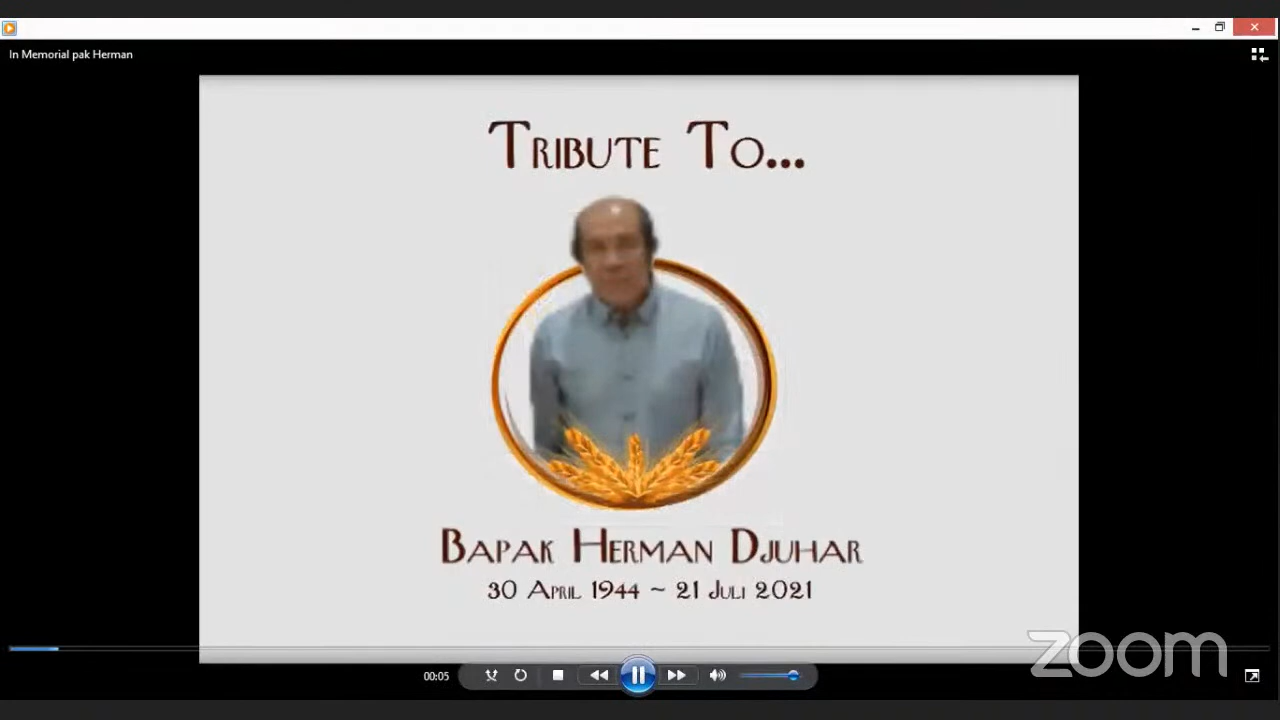 In Memorial pak Herman
Tribute To...
Bapak Herman Djuhar
30 April 1944 ~ 21 Juli 2021
00:05
zoom